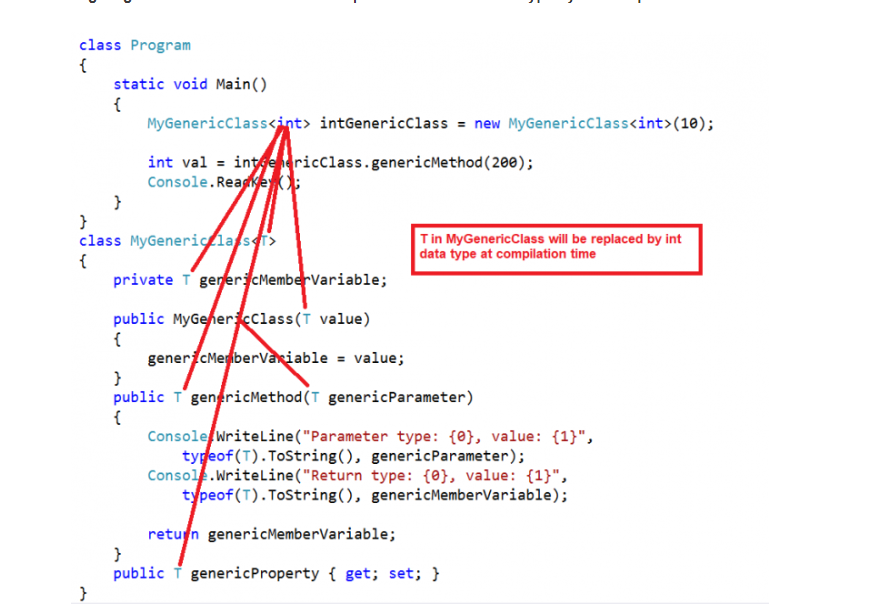 class Program
{
static void Main()
{
MyGenericClass<int> intGenericClass = new MyGenericClass<int>(10);
int val = intGenericClass.genericMethod(200);
Console.ReadKey();
}
}
class MyGenericClass<T>
{
T in MyGenericClass will be replaced by int
data type at compilation time
private T genericMemberVariable;
public MyGenericClass(T value)
{
genericMemberVariable = value;
}
public T genericMethod(T genericParameter)
{
Console.WriteLine("Parameter type: {0}, value: {1}",
typeof(T).ToString(), genericParameter);
Console.WriteLine("Return type: {0}, value: {1}",
typeof(T).ToString(), genericMemberVariable);
return genericMemberVariable;
}
public T genericProperty { get; set; }
}